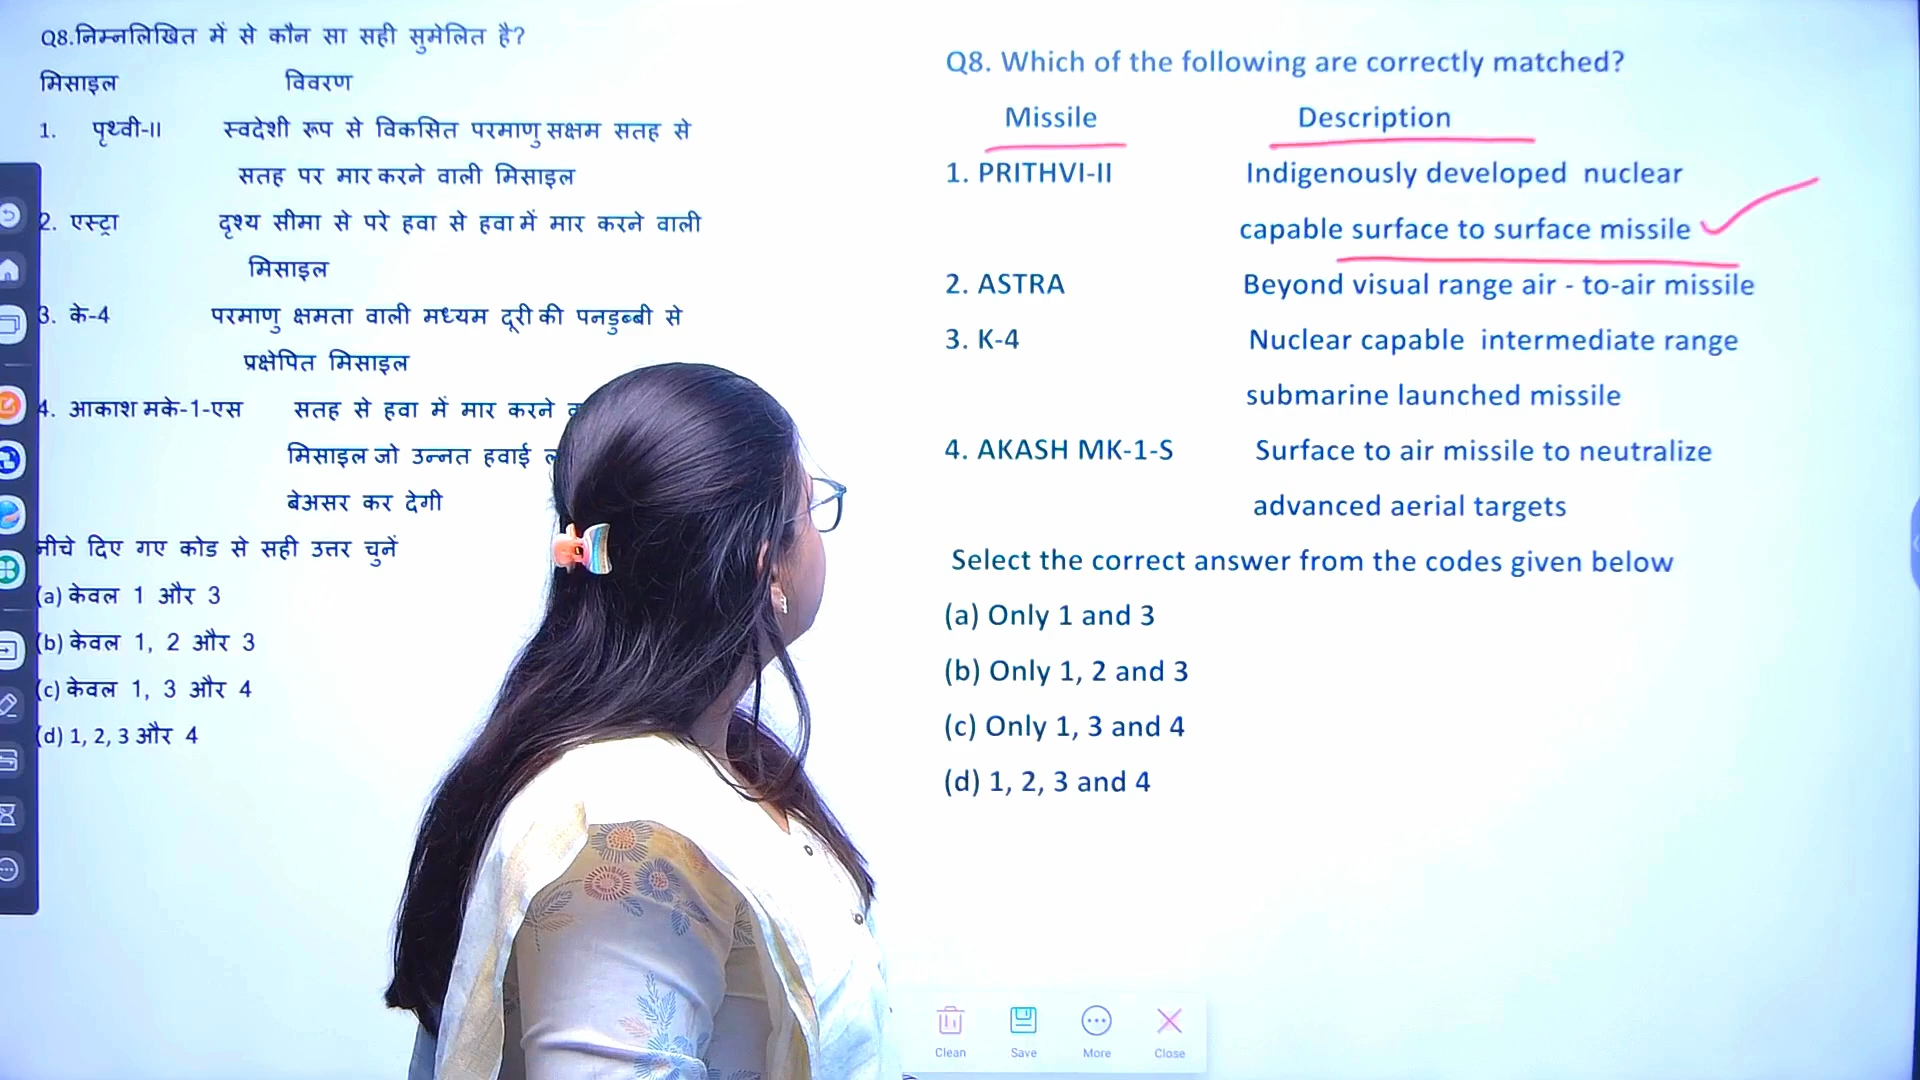 Q8.निम्नलिखित में से कौन सा सही सुमेलित है?
मिसाइल विवरण
1. पृथ्वी-II स्वदेशी रूप से विकसित परमाणु सक्षम सतह से
सतह पर मार करने वाली मिसाइल
2. एस्ट्रा दृश्य सीमा से परे हवा से हवा में मार करने वाली
मिसाइल
3. के-4 परमाणु क्षमता वाली मध्यम दूरी की पनडुब्बी से
प्रक्षेपित मिसाइल
4. आकाश मके-1-एस सतह से हवा में मार करने
मिसाइल जो उन्नत हवाई
बेअसर कर देगी
नीचे दिए गए कोड से सही उत्तर चुनें
(a) केवल 1 और 3
(b) केवल 1, 2 और 3
(c) केवल 1, 3 और 4
(d) 1, 2, 3 और 4
Q8. Which of the following are correctly matched?
Missile Description
1. PRITHVI-II Indigenously developed nuclear
capable surface to surface missile
2. ASTRA Beyond visual range air - to-air missile
3. K-4 Nuclear capable intermediate range
submarine launched missile
4. AKASH MK-1-S Surface to air missile to neutralize
advanced aerial targets
Select the correct answer from the codes given below
(a) Only 1 and 3
(b) Only 1, 2 and 3
(c) Only 1, 3 and 4
(d) 1, 2, 3 and 4
Clean Save More Close